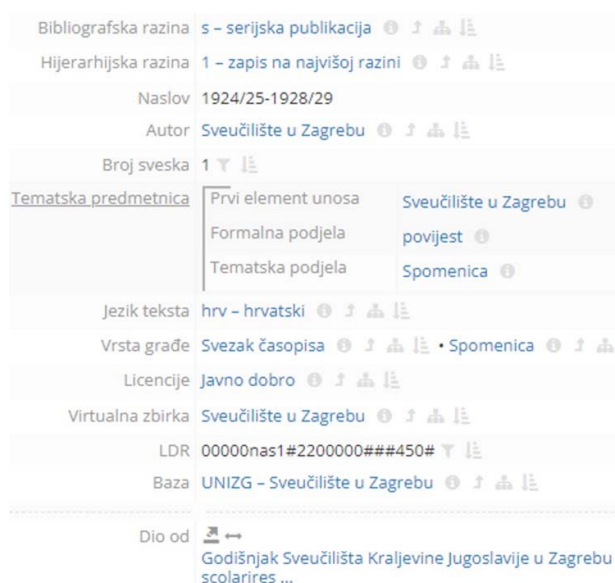 Bibliografska razina s – serijska publikacija
Hijerarhijska razina 1 – zapis na najvišoj razini
Naslov 1924/25-1928/29
Autor Sveučilište u Zagrebu
Broj sveska 1
Tematska predmetnica Prvi element unosa Sveučilište u Zagrebu
Formalna podjela povijest
Tematska podjela Spomenica
Jezik teksta hrv – hrvatski
Vrsta građe Svezak časopisa • Spomenica
Licencije Javno dobro
Virtualna zbirka Sveučilište u Zagrebu
LDR 00000nas1#2200000###450#
Baza UNIZG – Sveučilište u Zagrebu
Dio od
Godišnjak Sveučilišta Kraljevine Jugoslavije u Zagrebu
scolarires ...